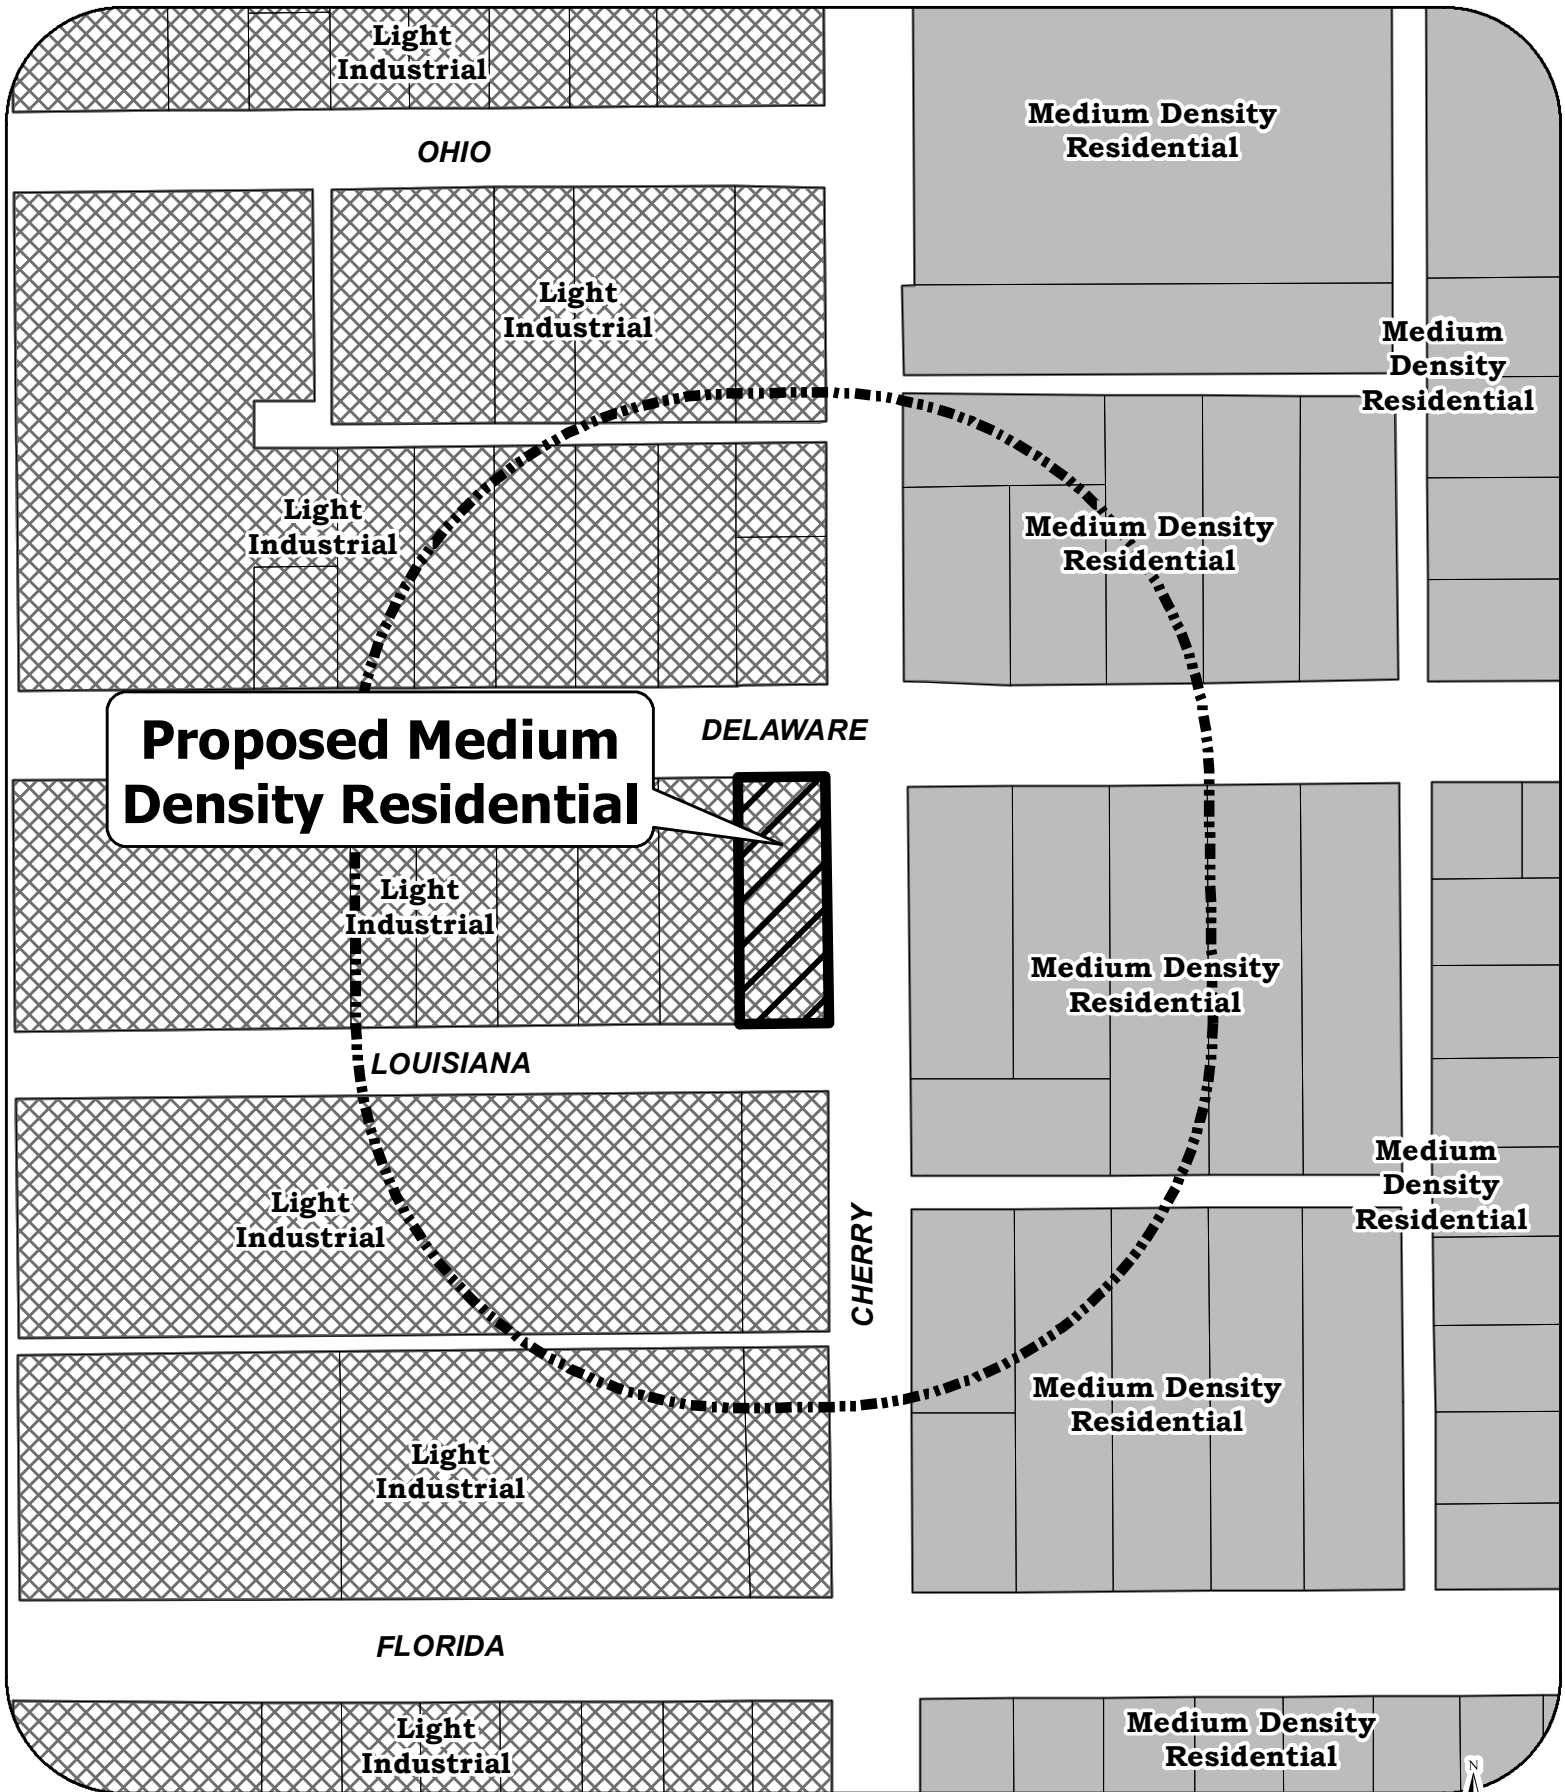 Light
Industrial
Medium Density
Residential
OHIO
Light
Industrial
Medium
Density
Residential
Light
Industrial
Medium Density
Residential
Proposed Medium
Density Residential
DELAWARE
Light
Industrial
Medium Density
Residential
LOUISIANA
Light
Industrial
CHERRY
Medium
Density
Residential
Medium Density
Residential
Light
Industrial
FLORIDA
Light
Industrial
Medium Density
Residential
N